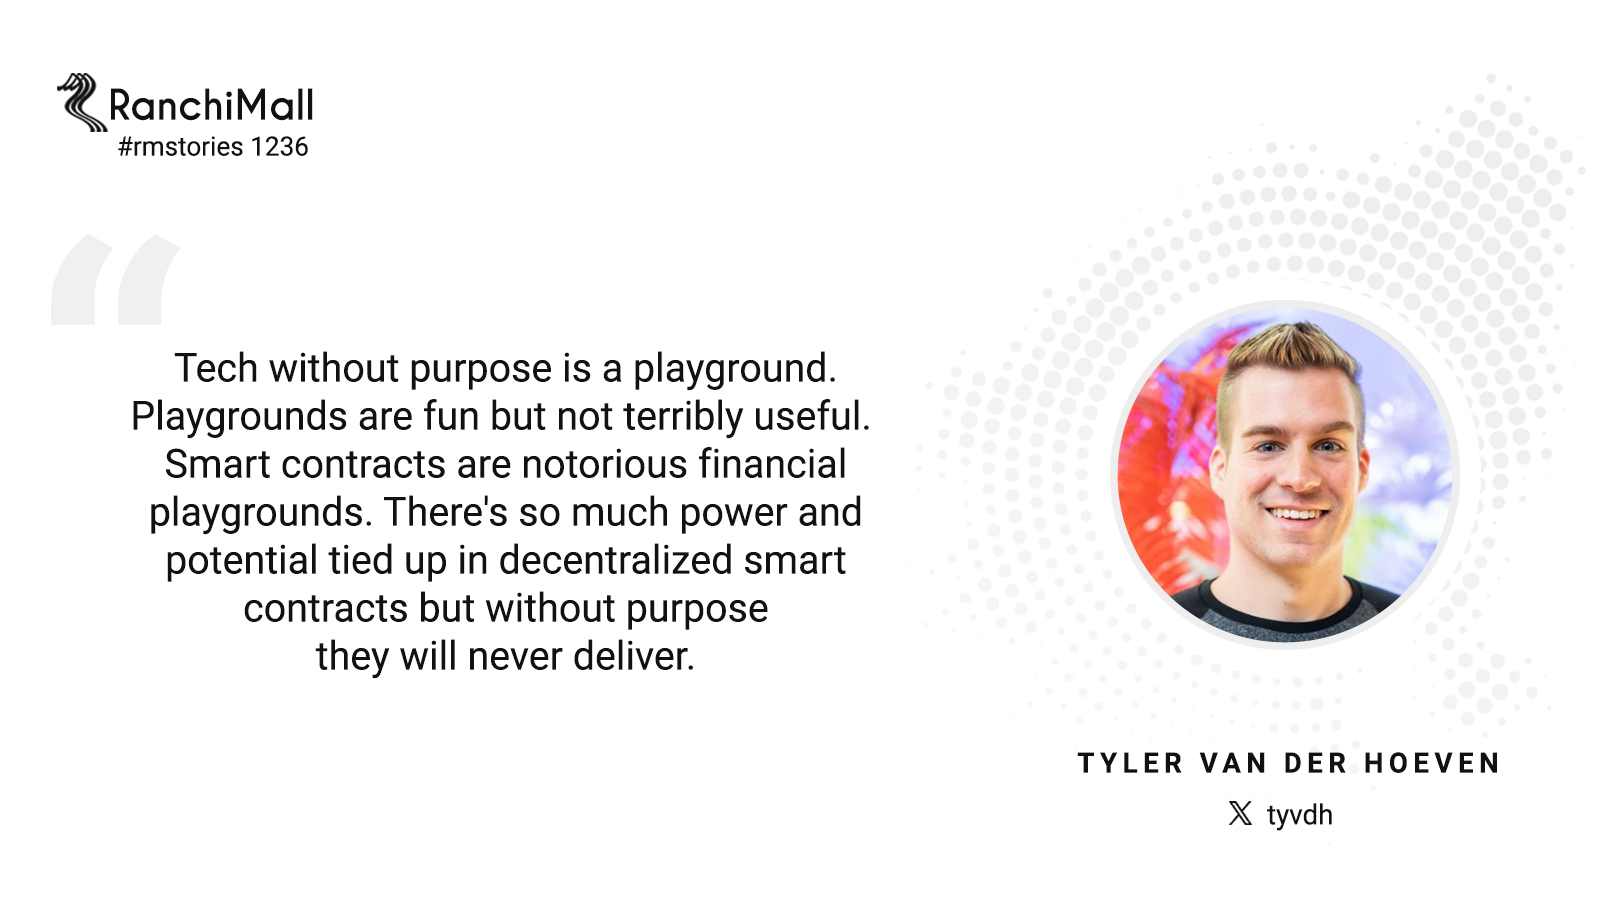 RanchiMall
#rmstories 1236
“
Tech without purpose is a playground.
Playgrounds are fun but not terribly useful.
Smart contracts are notorious financial
playgrounds. There's so much power and
potential tied up in decentralized smart
contracts but without purpose
they will never deliver.
TYLER VAN DER HOEVEN
𝕏 tyvdh